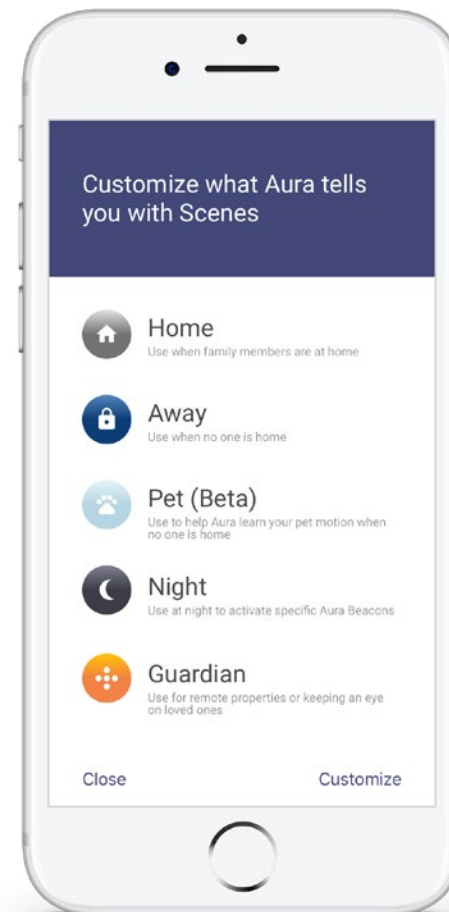 Customize what Aura tells
you with Scenes
Home
Use when family members are at home
Away
Use when no one is home
Pet (Beta)
Use to help Aura learn your pet motion when
no one is home
Night
Use at night to activate specific Aura Beacons
Guardian
Use for remote properties or keeping an eye
on loved ones
Close Customize